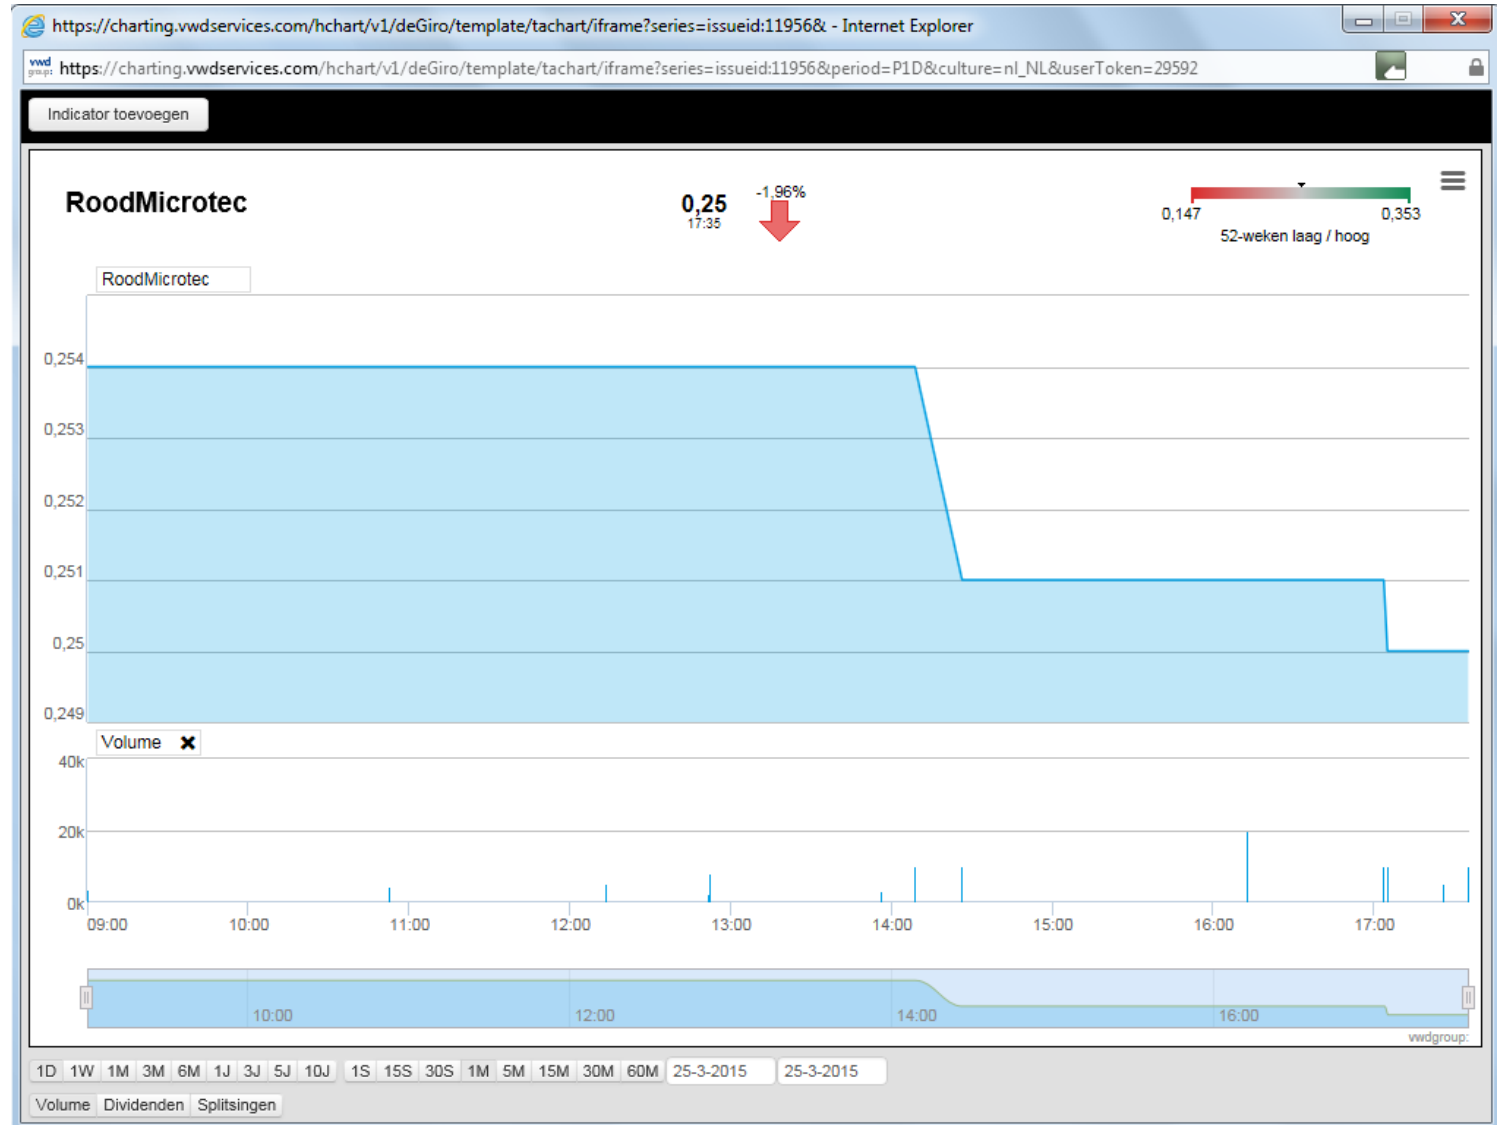 https://charting.vwdservices.com/hchart/v1/deGiro/template/tachart/iframe?series=issueid:11956& - Internet Explorer
vwd group: https://charting.vwdservices.com/hchart/v1/deGiro/template/tachart/iframe?series=issueid:11956&period=P1D&culture=nl_NL&userToken=29592
Indicator toevoegen
RoodMicrotec
0,25
17:35
-1,96%
0,147 0,353
52-weken laag / hoog
RoodMicrotec
0,254
0,253
0,252
0,251
0,25
0,249
Volume
40k
20k
0k
09:00 10:00 11:00 12:00 13:00 14:00 15:00 16:00 17:00
10:00 12:00 14:00 16:00
vwdgroup:
1D 1W 1M 3M 6M 1J 3J 5J 10J 1S 15S 30S 1M 5M 15M 30M 60M 25-3-2015 25-3-2015
Volume Dividenden Splitsingen